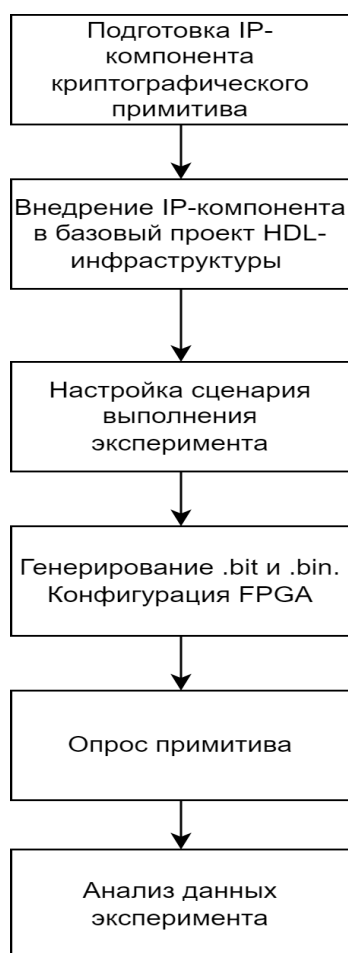 Подготовка IP-
компонента
криптографического
примитива
Внедрение IP-компонента
в базовый проект HDL-
инфраструктуры
Настройка сценария
выполнения
эксперимента
Генерирование .bit и .bin.
Конфигурация FPGA
Опрос примитива
Анализ данных
эксперимента